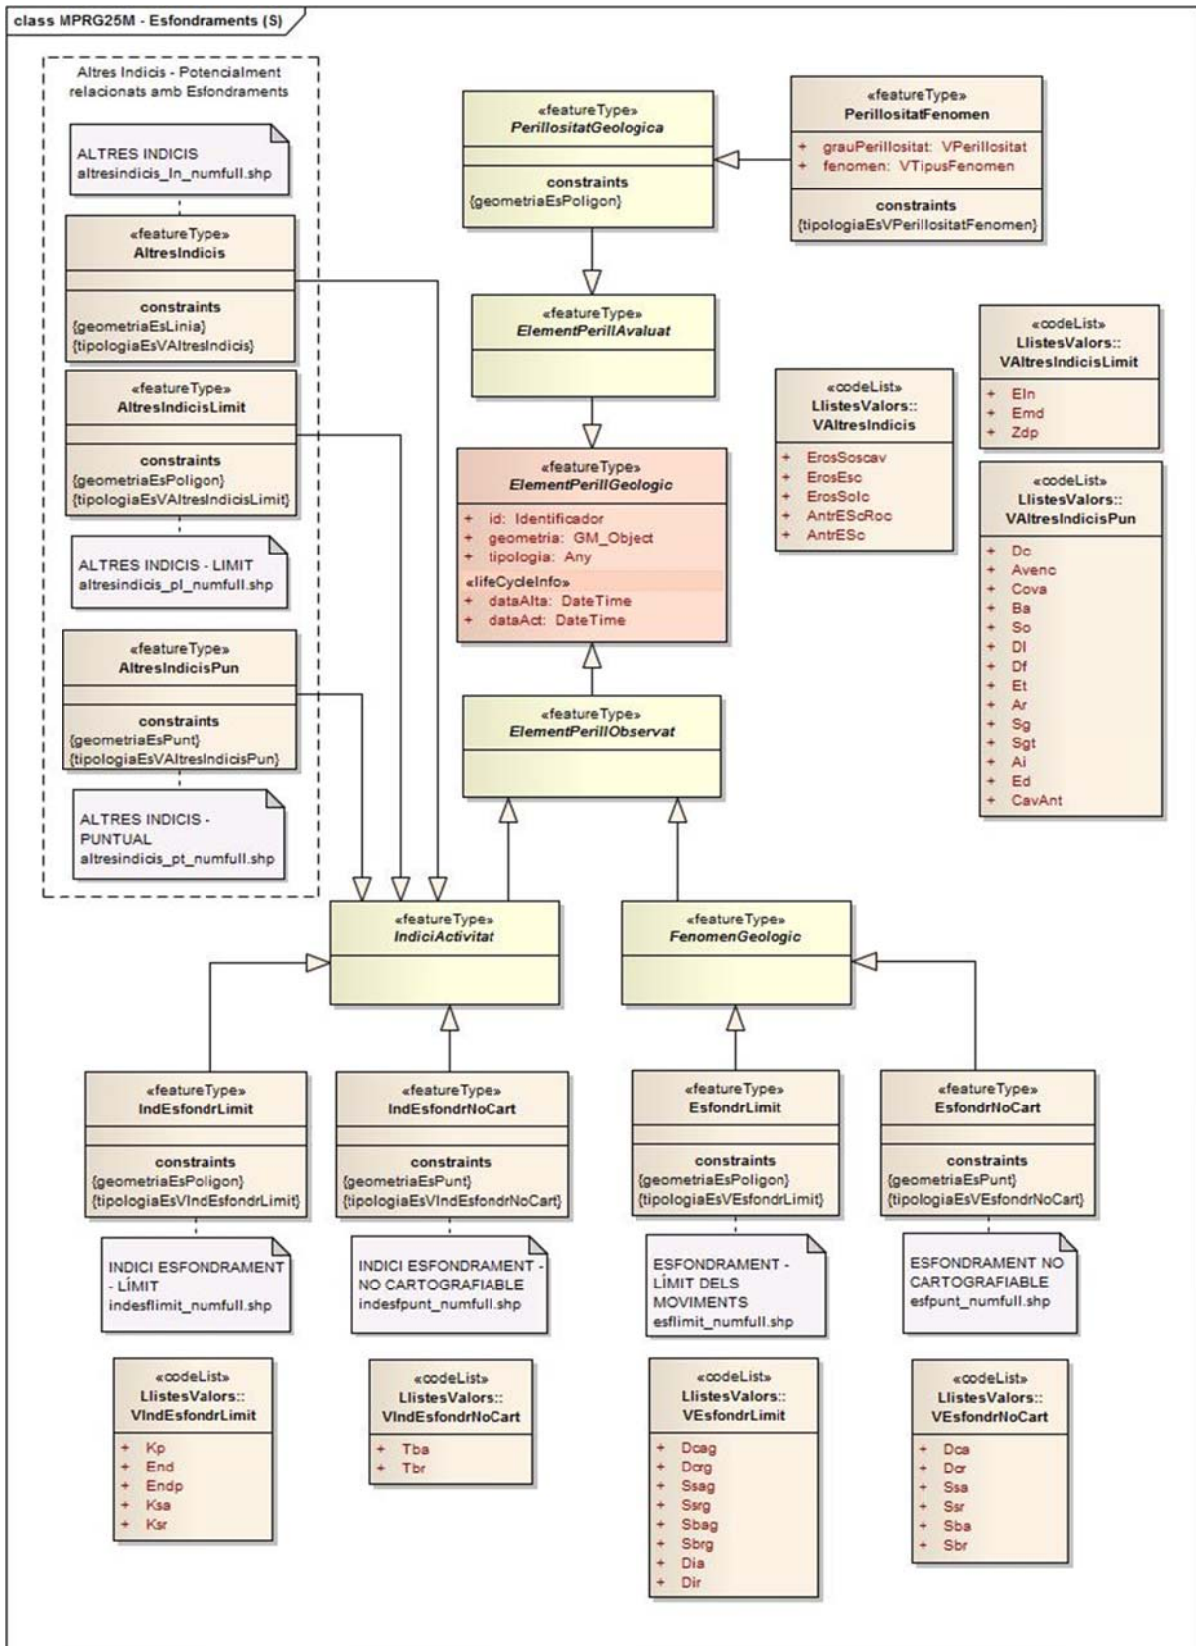 class MPRG25M - Esfondraments (S)
Altres Indicis - Potencialment
relacionats amb Esfondraments
ALTRES INDICIS
altresindicis_ln_numfull.shp
«featureType»
AltresIndicis
constraints
{geometriaEsLinia}
{tipologiaEsVAltresIndicis}
«featureType»
AltresIndicisLimit
constraints
{geometriaEsPoligon}
{tipologiaEsVAltresIndicisLimit}
ALTRES INDICIS - LIMIT
altresindicis_pl_numfull.shp
«featureType»
AltresIndicisPun
constraints
{geometriaEsPunt}
{tipologiaEsVAltresIndicisPun}
ALTRES INDICIS -
PUNTUAL
altresindicis_pt_numfull.shp
«featureType»
PerillositatGeologica
constraints
{geometriaEsPoligon}
«featureType»
PerillositatFenomen
+ grauPerillositat: VPerillositat
+ fenomen: VTipusFenomen
constraints
{tipologiaEsVPerillositatFenomen}
«featureType»
ElementPerillAvaluat
«featureType»
ElementPerillGeologic
+ id: Identificador
+ geometria: GM_Object
+ tipologia: Any
«lifeCycleInfo»
+ dataAlta: DateTime
+ dataAct: DateTime
«featureType»
ElementPerillObservat
«codeList»
LlistesValors::
VAltresIndicis
+ ErosSoscav
+ ErosEsc
+ ErosSolc
+ AntrEScRoc
+ AntrESc
«codeList»
LlistesValors::
VAltresIndicisLimit
+ Eln
+ Emd
+ Zdp
«codeList»
LlistesValors::
VAltresIndicisPun
+ Dc
+ Avenc
+ Cova
+ Ba
+ So
+ Dl
+ Df
+ Et
+ Ar
+ Sg
+ Sgt
+ Ai
+ Ed
+ CavAnt
«featureType»
IndiciActivitat
«featureType»
FenomenGeologic
«featureType»
IndEsfondrLimit
constraints
{geometriaEsPoligon}
{tipologiaEsVIndEsfondrLimit}
«featureType»
IndEsfondrNoCart
constraints
{geometriaEsPunt}
{tipologiaEsVIndEsfondrNoCart}
«featureType»
EsfondrLimit
constraints
{geometriaEsPoligon}
{tipologiaEsVEsfondrLimit}
«featureType»
EsfondrNoCart
constraints
{geometriaEsPunt}
{tipologiaEsVEsfondrNoCart}
INDICI ESFONDRAMENT
- LÍMIT
indesflimit_numfull.shp
INDICI ESFONDRAMENT -
NO CARTOGRAFIABLE
indesfpunt_numfull.shp
ESFONDRAMENT -
LÍMIT DELS
MOVIMENTS
esflimit_numfull.shp
ESFONDRAMENT NO
CARTOGRAFIABLE
esfpunt_numfull.shp
«codeList»
LlistesValors::
VIndEsfondrLimit
+ Kp
+ End
+ Endp
+ Ksa
+ Ksr
«codeList»
LlistesValors::
VIndEsfondrNoCart
+ Tba
+ Tbr
«codeList»
LlistesValors::
VEsfondrLimit
+ Dcag
+ Dcrg
+ Ssag
+ Ssrg
+ Sbag
+ Sbrg
+ Dia
+ Dir
«codeList»
LlistesValors::
VEsfondrNoCart
+ Dca
+ Dcr
+ Ssa
+ Ssr
+ Sba
+ Sbr